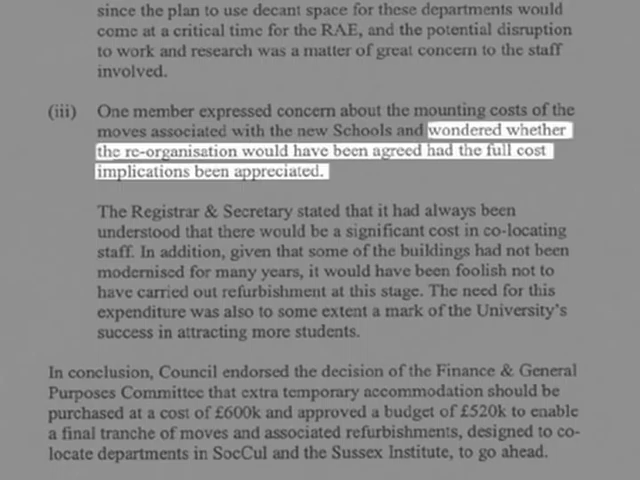 since the plan to use decant space for these departments would
come at a critical time for the RAE, and the potential disruption
to work and research was a matter of great concern to the staff
involved.
(iii) One member expressed concern about the mounting costs of the
moves associated with the new Schools and wondered whether
the re-organisation would have been agreed had the full cost
implications been appreciated.
The Registrar & Secretary stated that it had always been
understood that there would be a significant cost in co-locating
staff. In addition, given that some of the buildings had not been
modernised for many years, it would have been foolish not to
have carried out refurbishment at this stage. The need for this
expenditure was also to some extent a mark of the University's
success in attracting more students.
In conclusion, Council endorsed the decision of the Finance & General
Purposes Committee that extra temporary accommodation should be
purchased at a cost of £600k and approved a budget of £520k to enable
a final tranche of moves and associated refurbishments, designed to co-
locate departments in SocCul and the Sussex Institute, to go ahead.